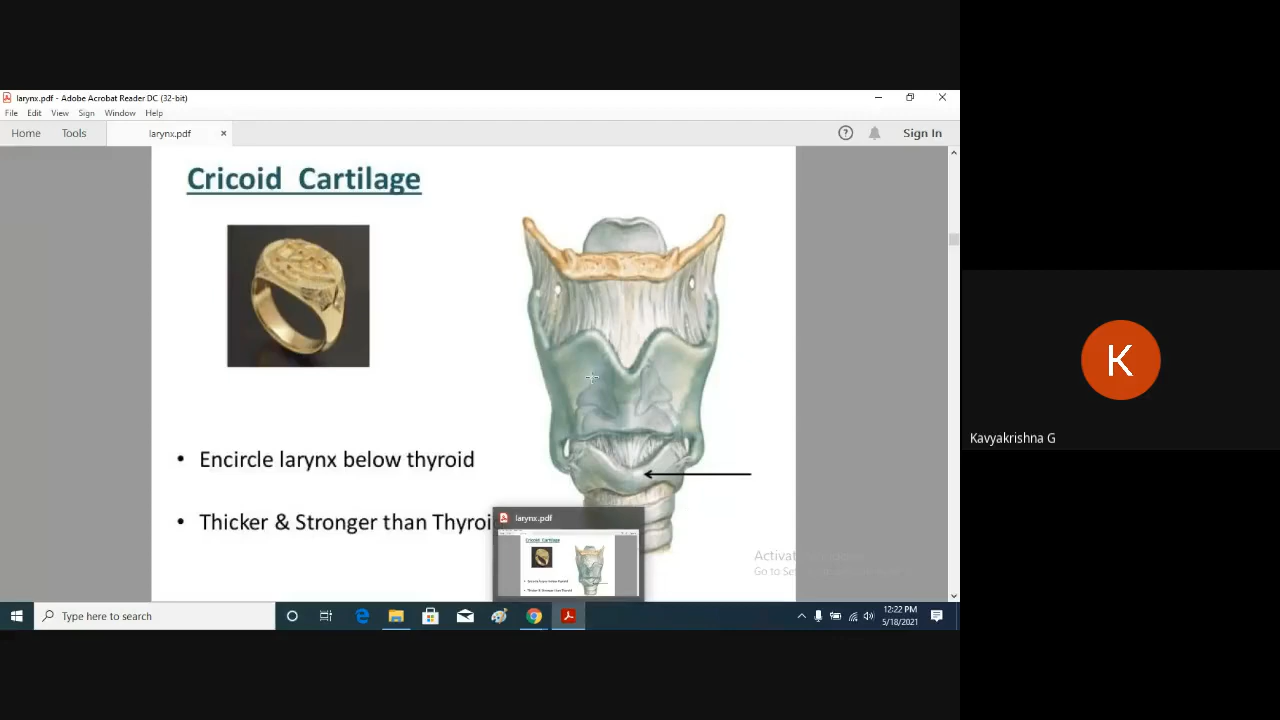 larynx.pdf - Adobe Acrobat Reader DC (32-bit)
File Edit View Sign Window Help
Home Tools larynx.pdf × Sign In
Cricoid Cartilage
• Encircle larynx below thyroid
• Thicker & Stronger than Thyroi
larynx.pdf
Cricoid Cartilage
Go to
Type here to search
12:22 PM
5/18/2021
K
Kavyakrishna G